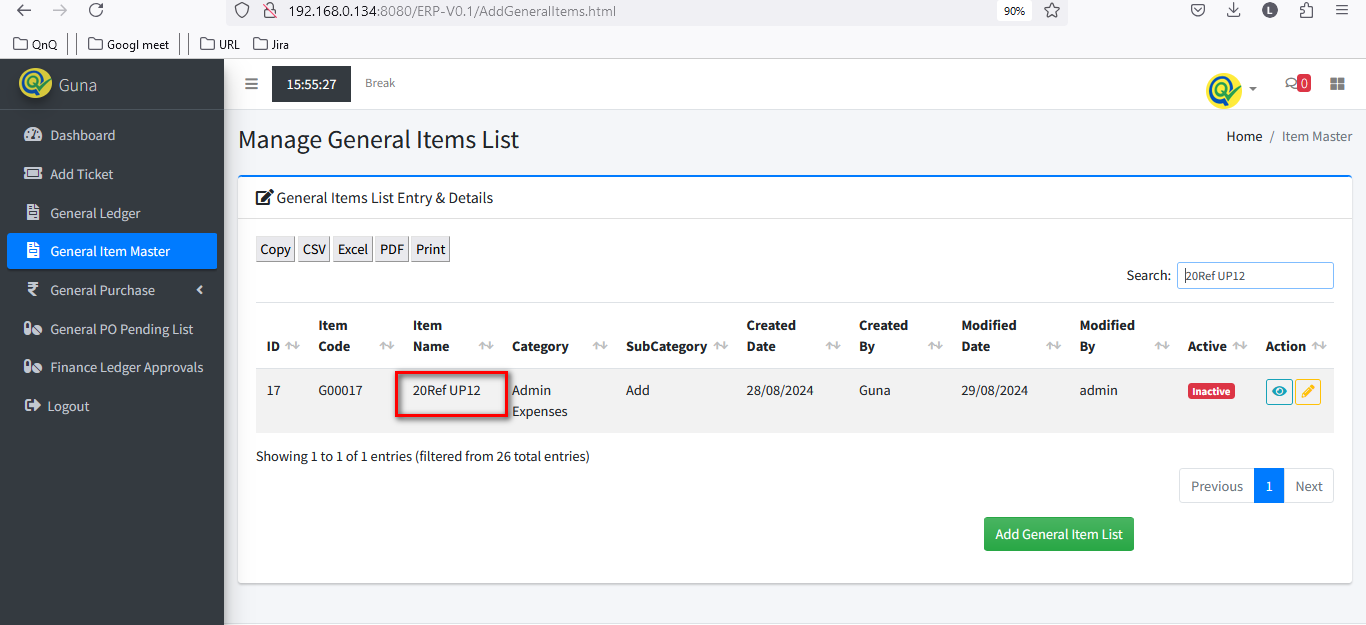 192.168.0.134:8080/ERP-V0.1/AddGeneralItems.html
90%
L
QnQ
Googl meet
URL
Jira
Guna
15:55:27
Break
0
Dashboard
Add Ticket
General Ledger
General Item Master
General Purchase
General PO Pending List
Finance Ledger Approvals
Logout
Manage General Items List
Home / Item Master
General Items List Entry & Details
Copy CSV Excel PDF Print
Search: 20Ref UP12
ID
Item Code
Item Name
Category
SubCategory
Created Date
Created By
Modified Date
Modified By
Active
Action
17 G00017 20Ref UP12 Admin Add 28/08/2024 Guna 29/08/2024 admin Inactive
Expenses
Showing 1 to 1 of 1 entries (filtered from 26 total entries)
Previous 1 Next
Add General Item List